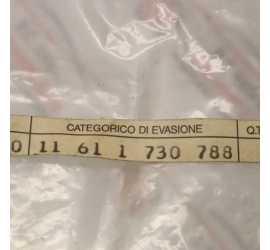 CATEGORICO DI EVASIONE Q.T
0 11 61 1 730 788